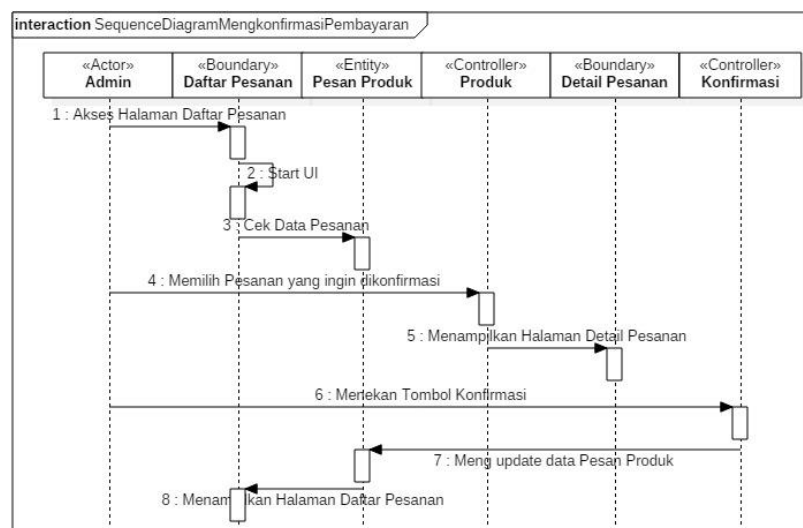 interaction SequenceDiagramMengkonfirmasiPembayaran
«Actor»
Admin
«Boundary»
Daftar Pesanan
«Entity»
Pesan Produk
«Controller»
Produk
«Boundary»
Detail Pesanan
«Controller»
Konfirmasi
1 : Akses Halaman Daftar Pesanan
2 : Start UI
3 : Cek Data Pesanan
4 : Memilih Pesanan yang ingin dikonfirmasi
5 : Menampilkan Halaman Detail Pesanan
6 : Menekan Tombol Konfirmasi
7 : Meng update data Pesan Produk
8 : Menampilkan Halaman Daftar Pesanan